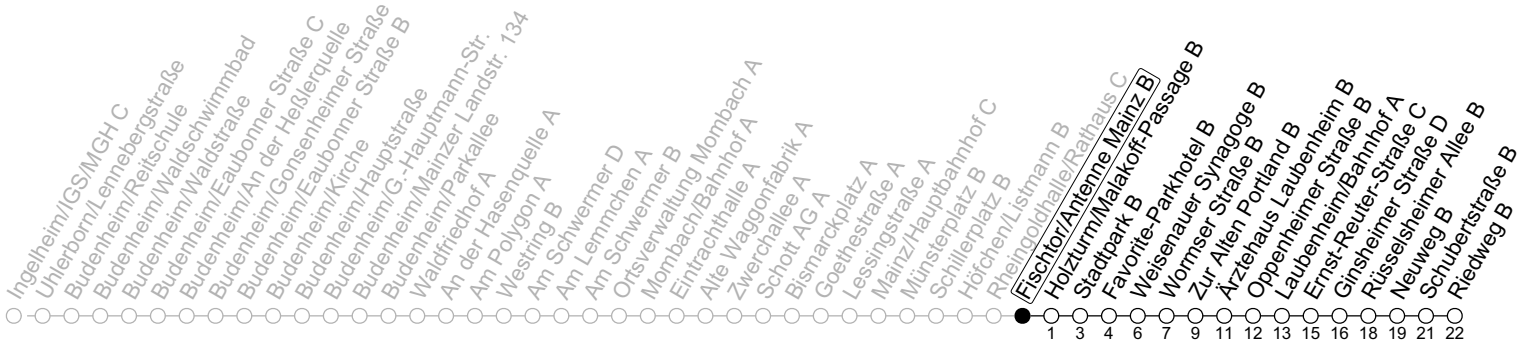 Ingelheim/IGS/MGH C
Uhlerborn/Lennebergstraße
Budenheim/Reitschule
Budenheim/Waldschwimmbad
Budenheim/Waldstraße
Budenheim/Eaubonner Straße C
Budenheim/An der Heßlerquelle
Budenheim/Gonsenheimer Straße
Budenheim/Eaubonner Straße B
Budenheim/Kirche
Budenheim/Hauptstraße
Budenheim/G.-Hauptmann-Str.
Budenheim/Mainzer Landstr. 134
Budenheim/Parkallee
Waldfriedhof A
An der Hasenquelle A
Am Polygon A
Westring B
Am Schwermer D
Am Lemmchen A
Am Schwermer B
Ortsverwaltung Mombach A
Mombach/Bahnhof A
Eintrachthalle A
Alte Waggonfabrik A
Zwerchallee A
Schott AG A
Bismarckplatz A
Goethestraße A
Lessingstraße A
Mainz/Hauptbahnhof C
Münsterplatz B
Schillerplatz B
Höfchen/Listmann B
Rheingoldhalle/Rathaus C
Fischtor/Antenne Mainz B
Holzturm/Malakoff-Passage B
Stadtpark B
Favorite-Parkhotel B
Weisenauer Synagoge B
Wormser Straße B
Zur Alten Portland B
Ärztehaus Laubenheim B
Oppenheimer Straße B
Laubenheim/Bahnhof A
Ernst-Reuter-Straße C
Ginsheimer Straße D
Rüsselsheimer Allee B
Neuweg B
Schubertstraße B
Riedweg B
1 3 4 6 7 9 11 12 13 15 16 18 19 21 22